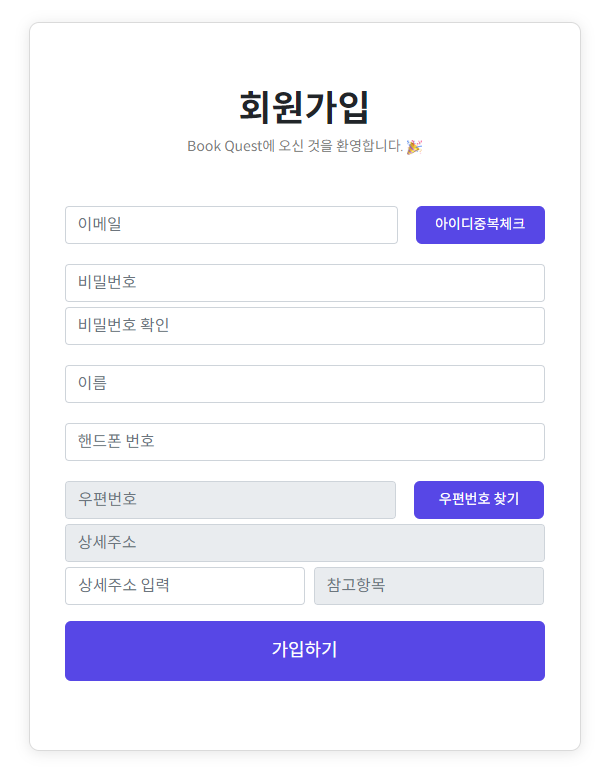 회원가입
Book Quest에 오신 것을 환영합니다. 🎉
이메일 아이디중복체크
비밀번호
비밀번호 확인
이름
핸드폰 번호
우편번호 우편번호 찾기
상세주소
상세주소 입력 참고항목
가입하기